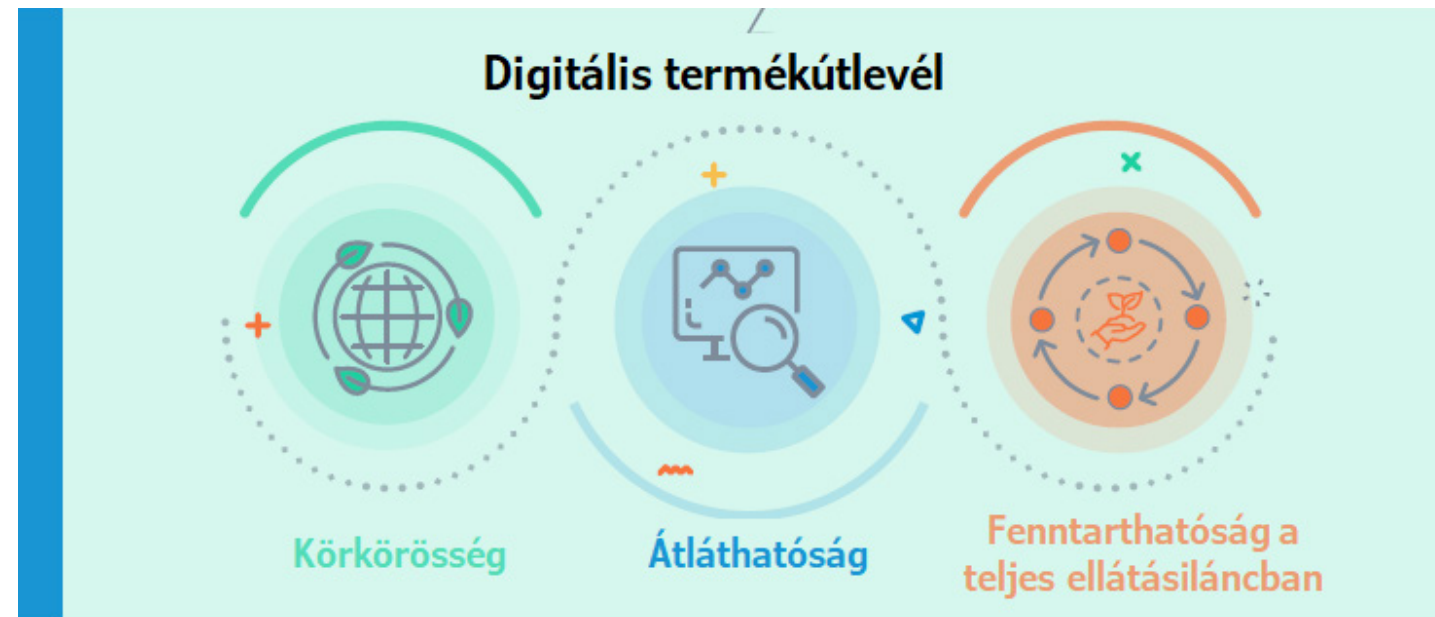 Digitális termékútlevél
Körkörösség
Átláthatóság
Fenntarthatóság a
teljes ellátásiláncban